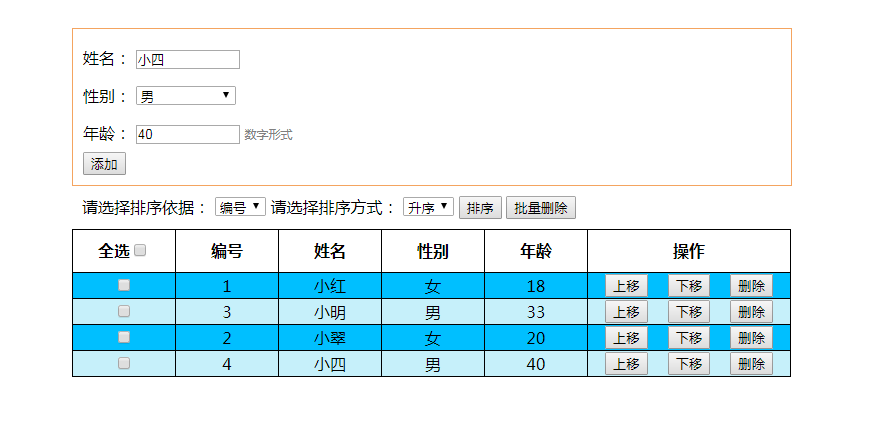 姓名： 小四
性别： 男
年龄： 40 数字形式
添加
请选择排序依据： 编号 请选择排序方式： 升序 排序 批量删除
全选 编号 姓名 性别 年龄 操作
1 小红 女 18 上移 下移 删除
3 小明 男 33 上移 下移 删除
2 小翠 女 20 上移 下移 删除
4 小四 男 40 上移 下移 删除